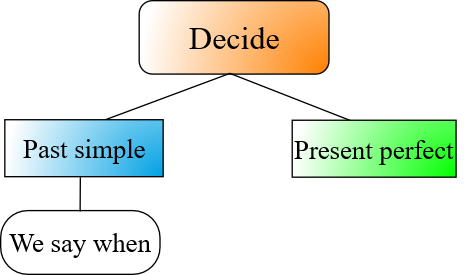 Decide
Past simple
Present perfect
We say when